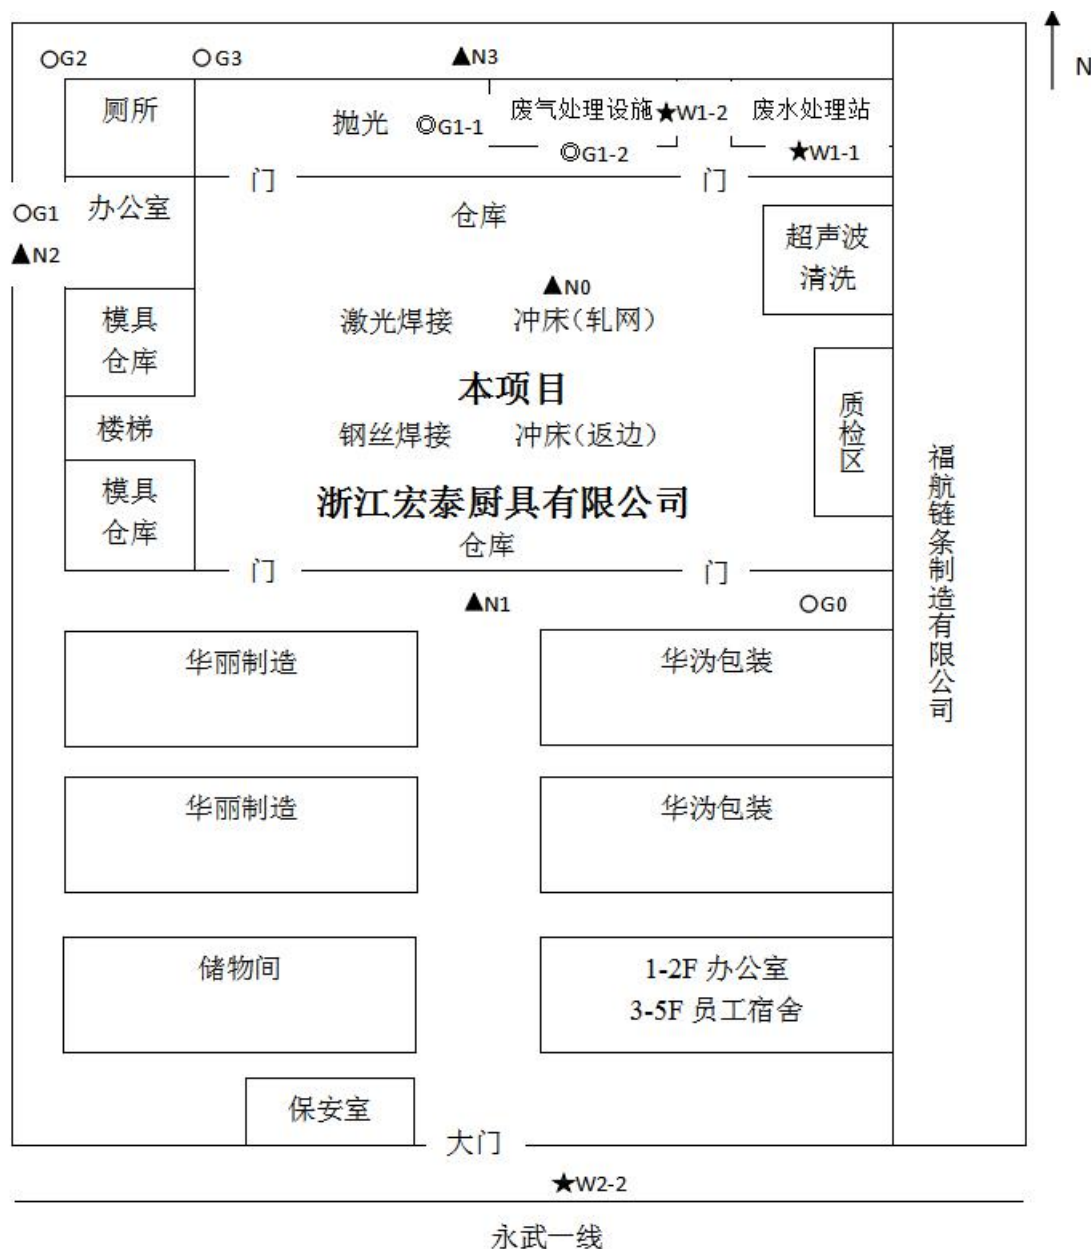 ○G2
○G3
▲N3
N
厕所
抛光
◎G1-1
废气处理设施
★W1-2
废水处理站
◎G1-2
★W1-1
门
门
○G1
办公室
仓库
超声波
清洗
▲N2
▲N0
模具
仓库
激光焊接
冲床(轧网)
本项目
质检区
楼梯
钢丝焊接
冲床(返边)
模具
仓库
浙江宏泰厨具有限公司
仓库
福航链条制造有限公司
门
门
▲N1
○G0
华丽制造
华沩包装
华丽制造
华沩包装
储物间
1-2F 办公室
3-5F 员工宿舍
保安室
大门
★W2-2
永武一线